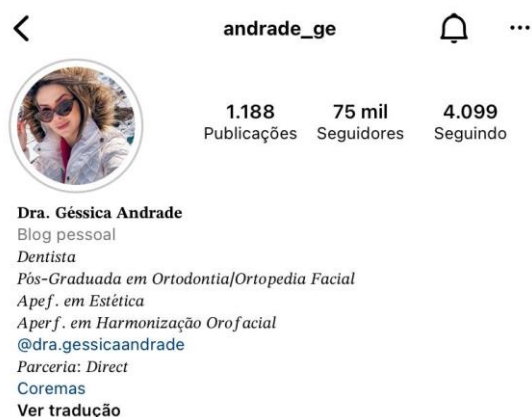 andrade_ge
1.188 75 mil 4.099
Publicações Seguidores Seguindo
Dra. Géssica Andrade
Blog pessoal
Dentista
Pós-Graduada em Ortodontia/Ortopedia Facial
Apef. em Estética
Aperf. em Harmonização Orofacial
@dra.gessicaandrade
Parceria: Direct
Coremas
Ver tradução